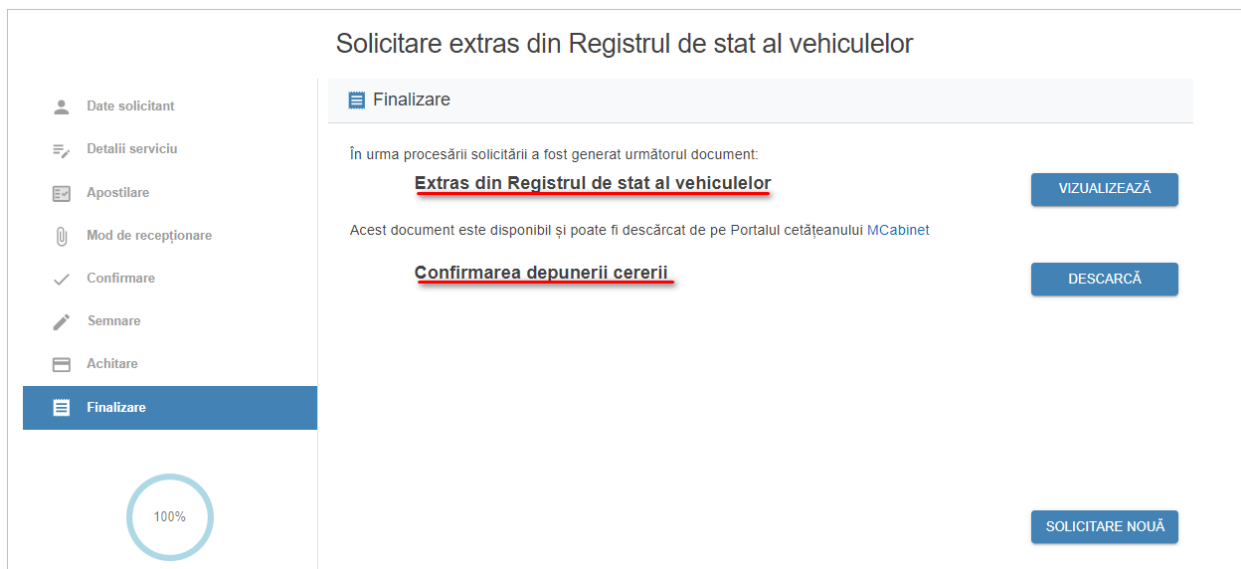 Solicitare extras din Registrul de stat al vehiculelor
Date solicitant
Detalii serviciu
Apostilare
Mod de recepționare
Confirmare
Semnare
Achitare
Finalizare
100%
Finalizare
În urma procesării solicitării a fost generat următorul document:
Extras din Registrul de stat al vehiculelor
VIZUALIZEAZĂ
Acest document este disponibil și poate fi descărcat de pe Portalul cetățeanului MCabinet
Confirmarea depunerii cererii
DESCARCĂ
SOLICITARE NOUĂ